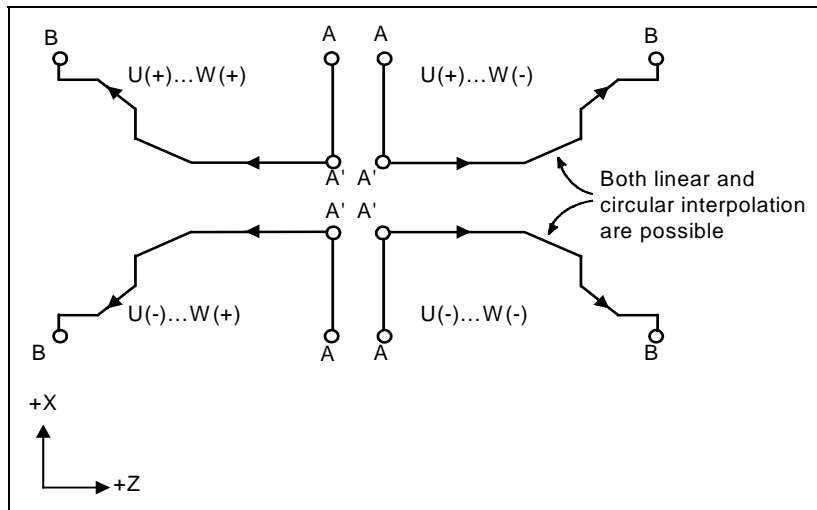 B
A
A
B
U(+)...W(+)
U(+)...W(-)
A'
A'
Both linear and
circular interpolation
are possible
A'
A'
U(-)...W(+)
U(-)...W(-)
B
A
A
B
+X
+Z